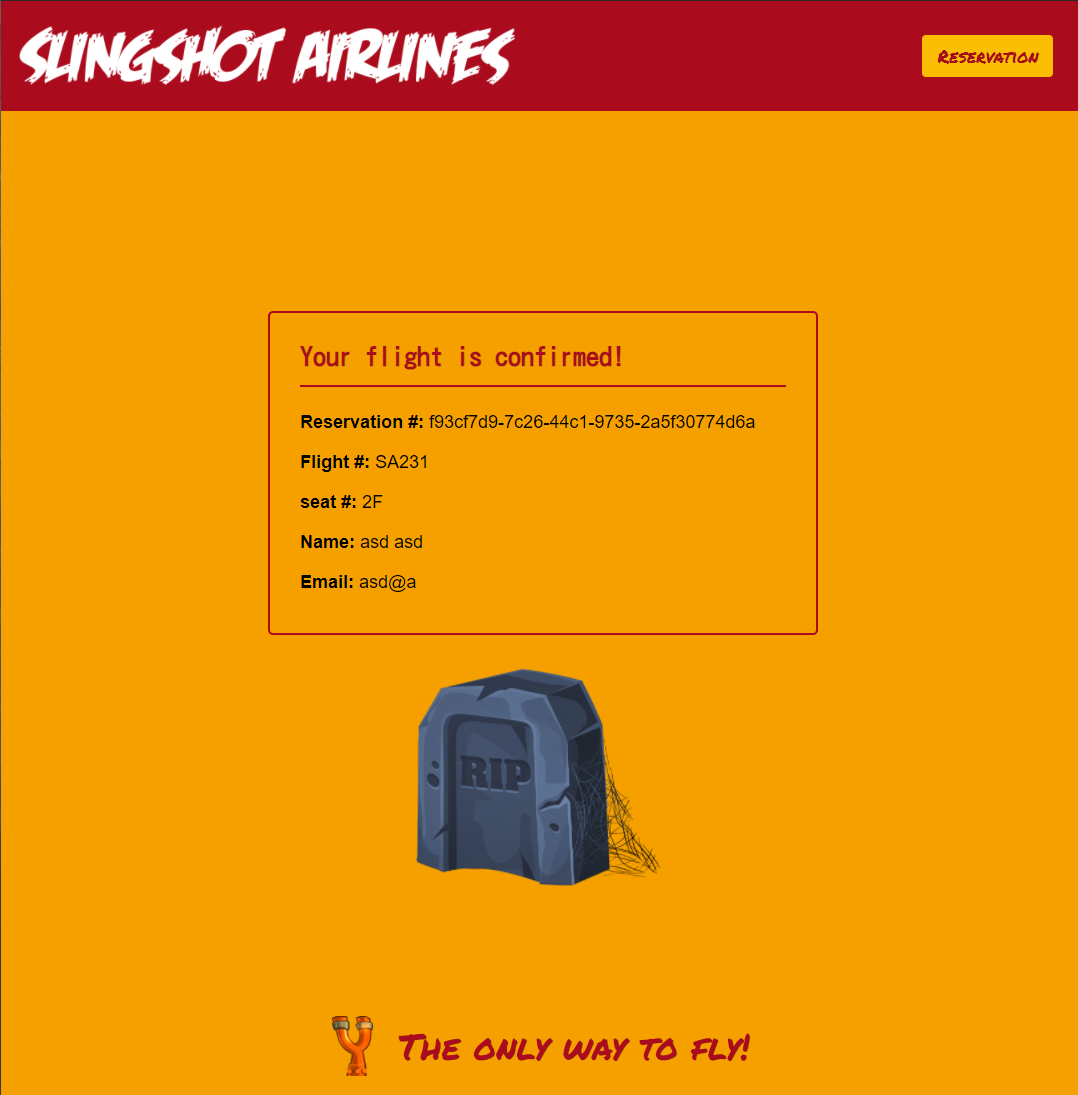 SLINGSHOT AIRLINES
Reservation
Your flight is confirmed!
Reservation #: f93cf7d9-7c26-44c1-9735-2a5f30774d6a
Flight #: SA231
seat #: 2F
Name: asd asd
Email: asd@a
RIP
The only way to fly!